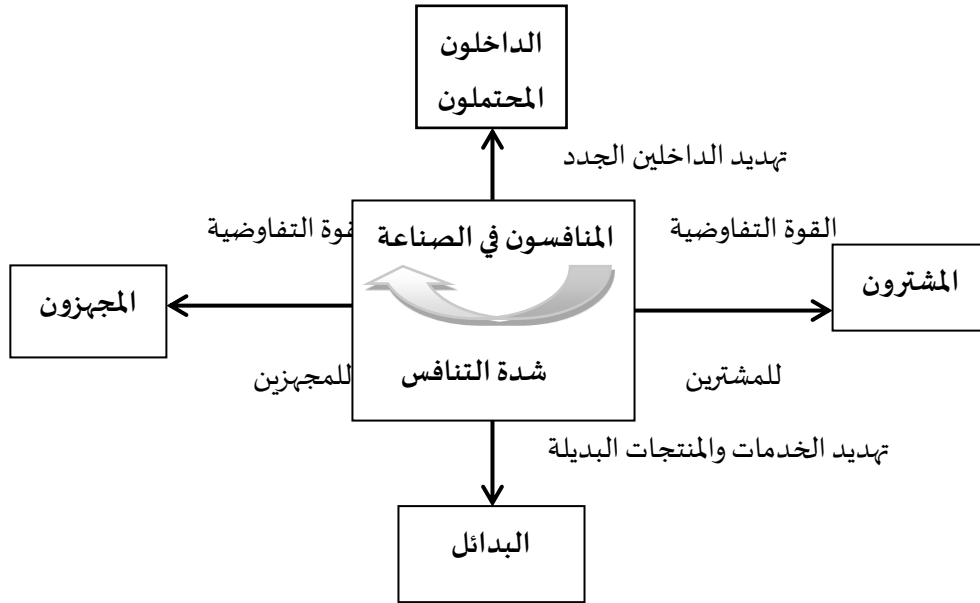 الداخلون
المحتملون
تهديد الداخلين الجدد
القوة التفاوضية
المنافسون في الصناعة
قوة التفاوضية
المشترون
المجهزون
شدة التنافس
للمشترين
للمجهزين
تهديد الخدمات والمنتجات البديلة
البدائل